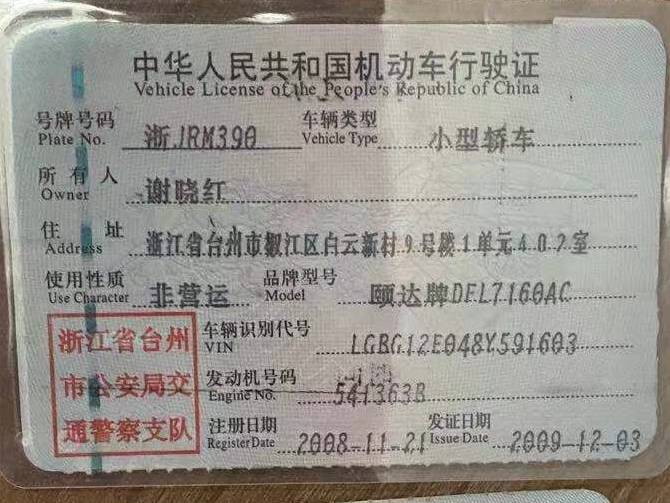 中华人民共和国机动车行驶证
Vehicle License of the People's Republic of China
号牌号码 浙JRM390 车辆类型 小型轿车
Plate No. Vehicle Type
所有人 谢晓红
Owner
住址 浙江省台州市椒江区白云新村9号楼1单元402室
Address
使用性质 非营运 品牌型号 颐达牌DFL7160AC
Use Character Model
浙江省台州 车辆识别代号 LGBG12E048Y591603
VIN
市公安局交 发动机号码 541363B
Engine No.
通警察支队 注册日期 2008-11-21 发证日期 2009-12-03
Register Date Issue Date